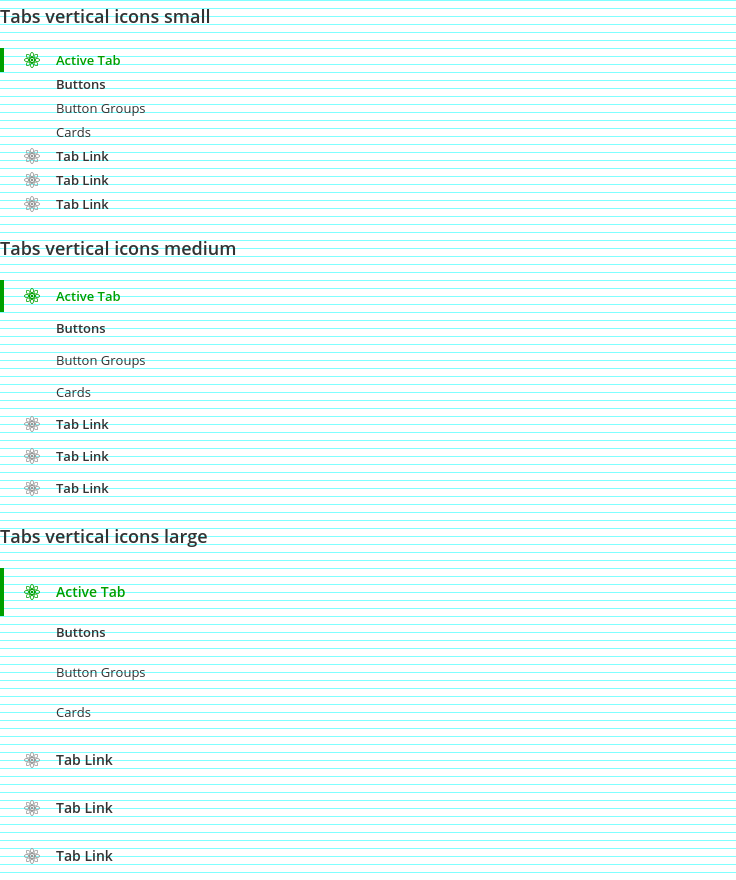 Tabs vertical icons small
Active Tab
Buttons
Button Groups
Cards
Tab Link
Tab Link
Tab Link
Tabs vertical icons medium
Active Tab
Buttons
Button Groups
Cards
Tab Link
Tab Link
Tab Link
Tabs vertical icons large
Active Tab
Buttons
Button Groups
Cards
Tab Link
Tab Link
Tab Link